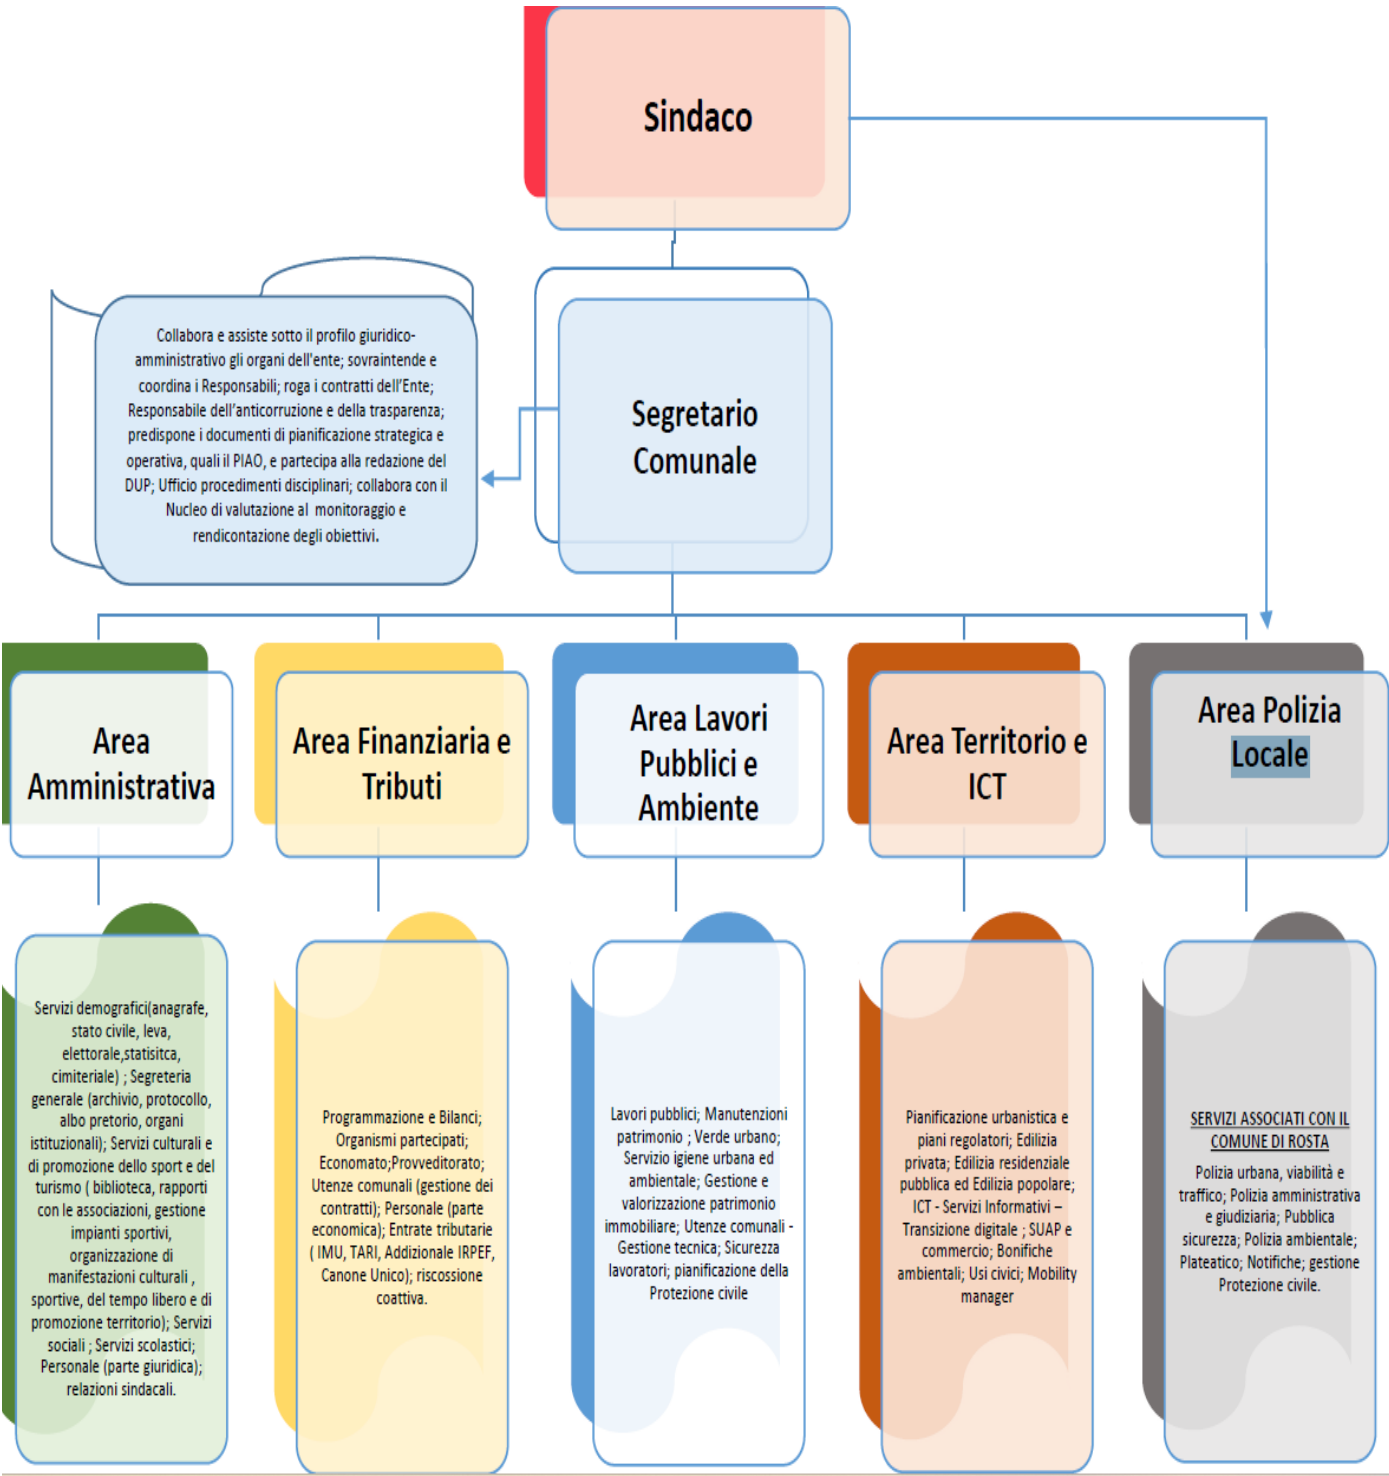 Sindaco
Collabora e assiste sotto il profilo giuridico-
amministrativo gli organi dell'ente; sovraintende e
coordina i Responsabili; roga i contratti dell'Ente;
Responsabile dell'anticorruzione e della trasparenza;
predispone i documenti di pianificazione strategica e
operativa, quali il PIAO, e partecipa alla redazione del
DUP; Ufficio procedimenti disciplinari; collabora con il
Nucleo di valutazione al monitoraggio e
rendicontazione degli obiettivi.
Segretario
Comunale
Area
Amministrativa
Area Finanziaria e
Tributi
Area Lavori
Pubblici e
Ambiente
Area Territorio e
ICT
Area Polizia
Locale
Servizi demografici(anagrafe,
stato civile, leva,
elettorale,statisitca,
cimiteriale) ; Segreteria
generale (archivio, protocollo,
albo pretorio, organi
istituzionali); Servizi culturali e
di promozione dello sport e del
turismo ( biblioteca, rapporti
con le associazioni, gestione
impianti sportivi,
organizzazione di
manifestazioni culturali ,
sportive, del tempo libero e di
promozione territorio); Servizi
sociali ; Servizi scolastici;
Personale (parte giuridica);
relazioni sindacali.
Programmazione e Bilanci;
Organismi partecipati;
Economato;Provveditorato;
Utenze comunali (gestione dei
contratti); Personale (parte
economica); Entrate tributarie
( IMU, TARI, Addizionale IRPEF,
Canone Unico); riscossione
coattiva.
Lavori pubblici; Manutenzioni
patrimonio ; Verde urbano;
Servizio igiene urbana ed
ambientale; Gestione e
valorizzazione patrimonio
immobiliare; Utenze comunali -
Gestione tecnica; Sicurezza
lavoratori; pianificazione della
Protezione civile
Pianificazione urbanistica e
piani regolatori; Edilizia
privata; Edilizia residenziale
pubblica ed Edilizia popolare;
ICT - Servizi Informativi –
Transizione digitale ; SUAP e
commercio; Bonifiche
ambientali; Usi civici; Mobility
manager
SERVIZI ASSOCIATI CON IL
COMUNE DI ROSTA
Polizia urbana, viabilità e
traffico; Polizia amministrativa
e giudiziaria; Pubblica
sicurezza; Polizia ambientale;
Plateatico; Notifiche; gestione
Protezione civile.